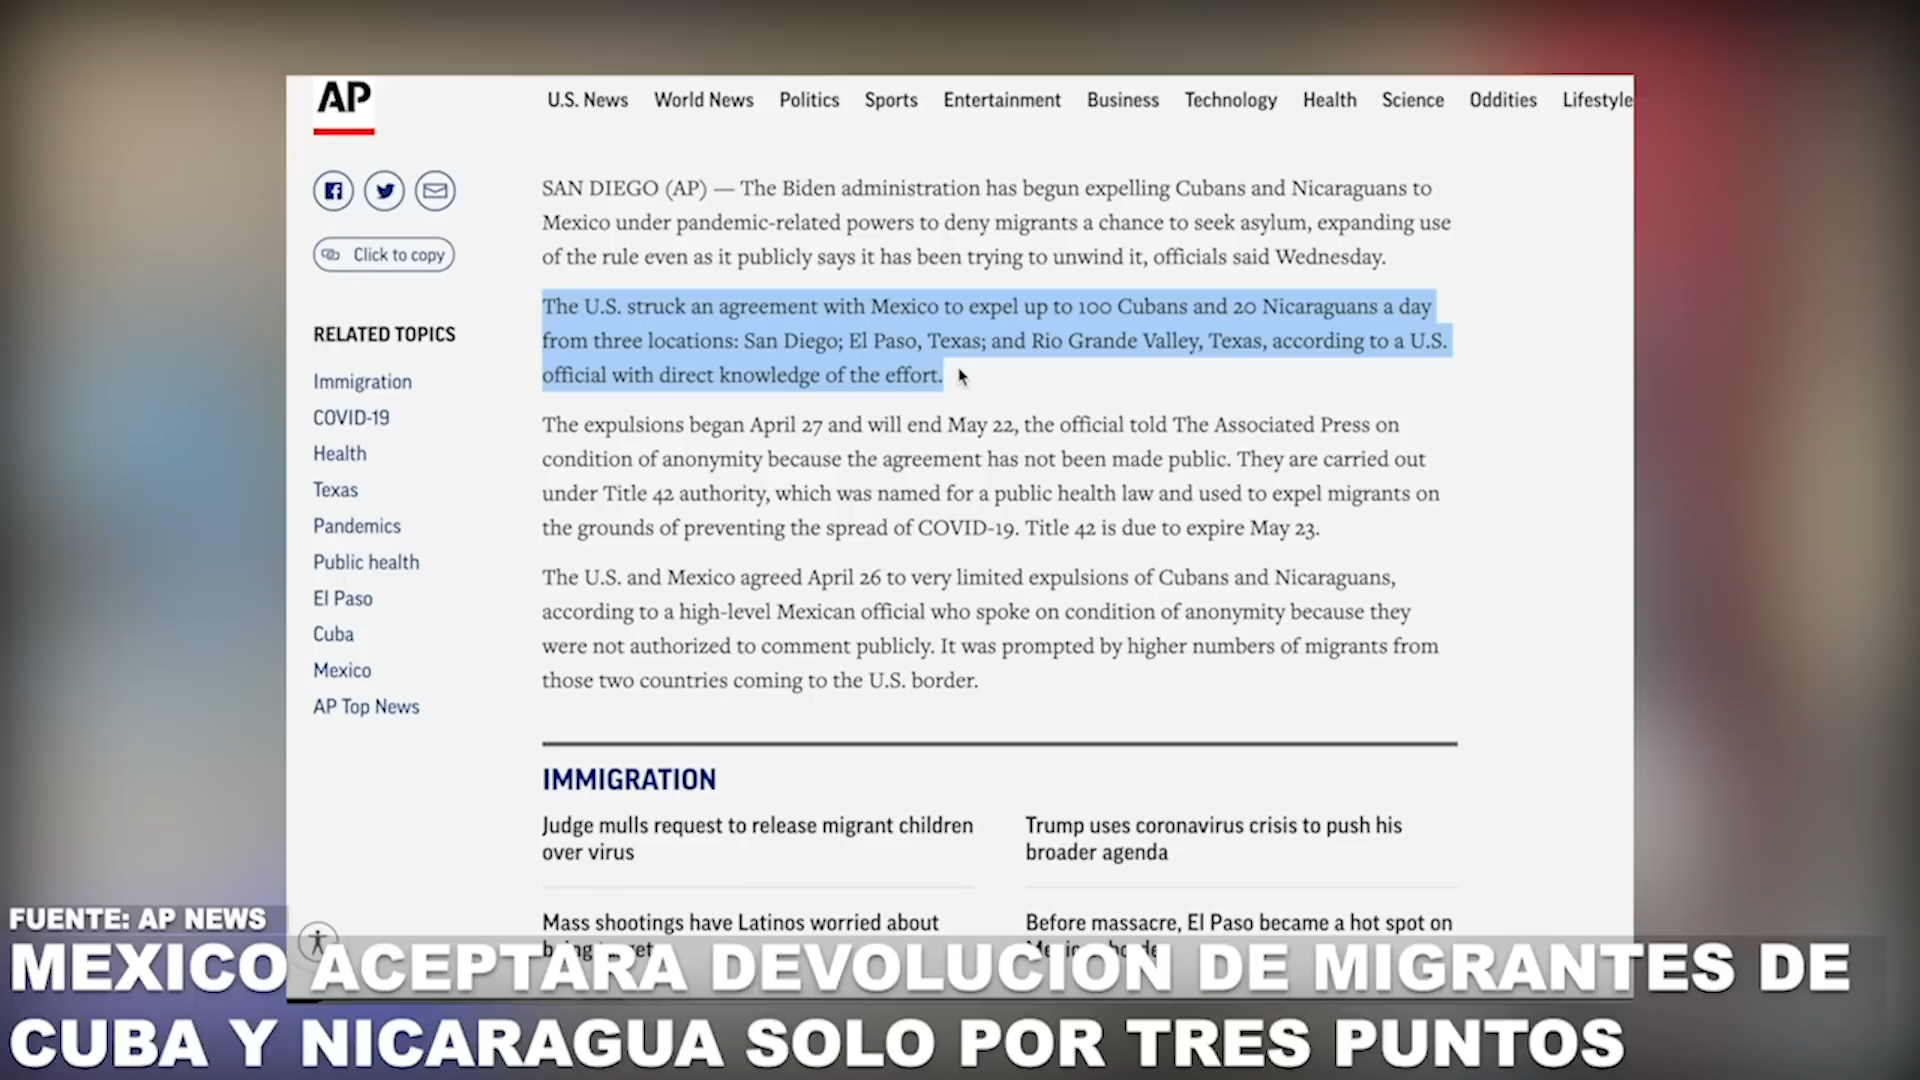 AP
U.S. News World News Politics Sports Entertainment Business Technology Health Science Oddities Lifestyle
Click to copy
RELATED TOPICS
Immigration
COVID-19
Health
Texas
Pandemics
Public health
El Paso
Cuba
Mexico
AP Top News
SAN DIEGO (AP) — The Biden administration has begun expelling Cubans and Nicaraguans to
Mexico under pandemic-related powers to deny migrants a chance to seek asylum, expanding use
of the rule even as it publicly says it has been trying to unwind it, officials said Wednesday.
The U.S. struck an agreement with Mexico to expel up to 100 Cubans and 20 Nicaraguans a day
from three locations: San Diego; El Paso, Texas; and Rio Grande Valley, Texas, according to a U.S.
official with direct knowledge of the effort.
The expulsions began April 27 and will end May 22, the official told The Associated Press on
condition of anonymity because the agreement has not been made public. They are carried out
under Title 42 authority, which was named for a public health law and used to expel migrants on
the grounds of preventing the spread of COVID-19. Title 42 is due to expire May 23.
The U.S. and Mexico agreed April 26 to very limited expulsions of Cubans and Nicaraguans,
according to a high-level Mexican official who spoke on condition of anonymity because they
were not authorized to comment publicly. It was prompted by higher numbers of migrants from
those two countries coming to the U.S. border.
IMMIGRATION
Judge mulls request to release migrant children
over virus
Trump uses coronavirus crisis to push his
broader agenda
Mass shootings have Latinos worried about
Before massacre, El Paso became a hot spot on
FUENTE: AP NEWS
MEXICO ACEPTARA DEVOLUCION DE MIGRANTES DE
CUBA Y NICARAGUA SOLO POR TRES PUNTOS